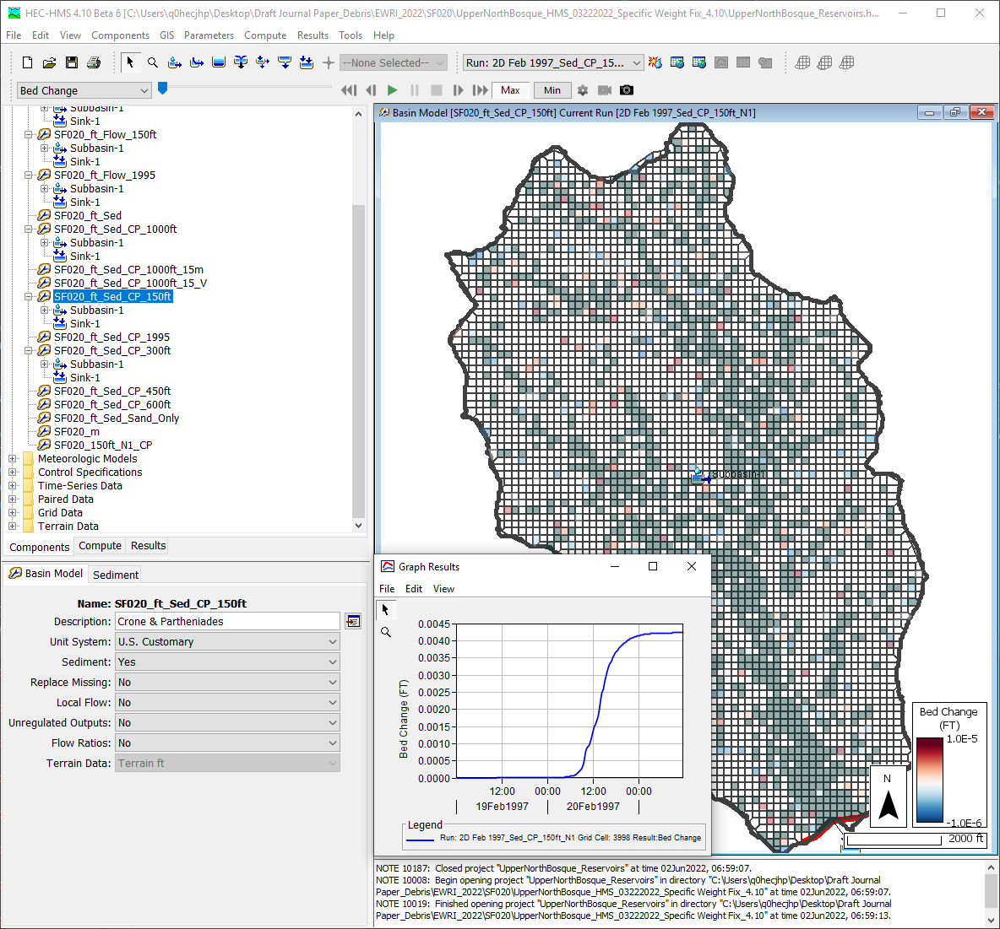 HEC-HMS 4.10 Beta 6 [C:\Users\q0hecjhp\Desktop\Draft Journal Paper_Debris\EWRI_2022\SF020\UpperNorthBosque_HMS_03222022_Specific Weight Fix_4.10\UpperNorthBosque_Reservoirs.h...
File Edit View Components GIS Parameters Compute Results Tools Help
--None Selected-- Run: 2D Feb 1997_Sed_CP_15...
Bed Change Max Min
Subbasin-1
Sink-1
SF020_ft_Flow_150ft
Subbasin-1
Sink-1
SF020_ft_Flow_1995
Subbasin-1
Sink-1
SF020_ft_Sed
SF020_ft_Sed_CP_1000ft
Subbasin-1
Sink-1
SF020_ft_Sed_CP_1000ft_15m
SF020_ft_Sed_CP_1000ft_15_V
SF020_ft_Sed_CP_150ft
Subbasin-1
Sink-1
SF020_ft_Sed_CP_1995
SF020_ft_Sed_CP_300ft
Subbasin-1
Sink-1
SF020_ft_Sed_CP_450ft
SF020_ft_Sed_CP_600ft
SF020_ft_Sed_Sand_Only
SF020_m
SF020_150ft_N1_CP
Meteorologic Models
Control Specifications
Time-Series Data
Paired Data
Grid Data
Terrain Data
Components Compute Results
Basin Model Sediment
Name: SF020_ft_Sed_CP_150ft
Description: Crone & Partheniades
Unit System: U.S. Customary
Sediment: Yes
Replace Missing: No
Local Flow: No
Unregulated Outputs: No
Flow Ratios: No
Terrain Data: Terrain ft
Basin Model [SF020_ft_Sed_CP_150ft] Current Run [2D Feb 1997_Sed_CP_150ft_N1]
Subbasin-1
Bed Change
(FT)
1.0E-5
-1.0E-6
N
2000 ft
Graph Results
File Edit View
Bed Change (FT)
0.0045
0.0040
0.0035
0.0030
0.0025
0.0020
0.0015
0.0010
0.0005
0.0000
12:00 00:00 12:00 00:00
19Feb1997 20Feb1997
Legend
Run: 2D Feb 1997_Sed_CP_150ft_N1 Grid Cell: 3998 Result:Bed Change
NOTE 10187: Closed project "UpperNorthBosque_Reservoirs" at time 02Jun2022, 06:59:07.
NOTE 10008: Begin opening project "UpperNorthBosque_Reservoirs" in directory "C:\Users\q0hecjhp\Desktop\Draft Journal
Paper_Debris\EWRI_2022\SF020\UpperNorthBosque_HMS_03222022_Specific Weight Fix_4.10" at time 02Jun2022, 06:59:07.
NOTE 10019: Finished opening project "UpperNorthBosque_Reservoirs" in directory "C:\Users\q0hecjhp\Desktop\Draft Journal
Paper_Debris\EWRI_2022\SF020\UpperNorthBosque_HMS_03222022_Specific Weight Fix_4.10" at time 02Jun2022, 06:59:13.